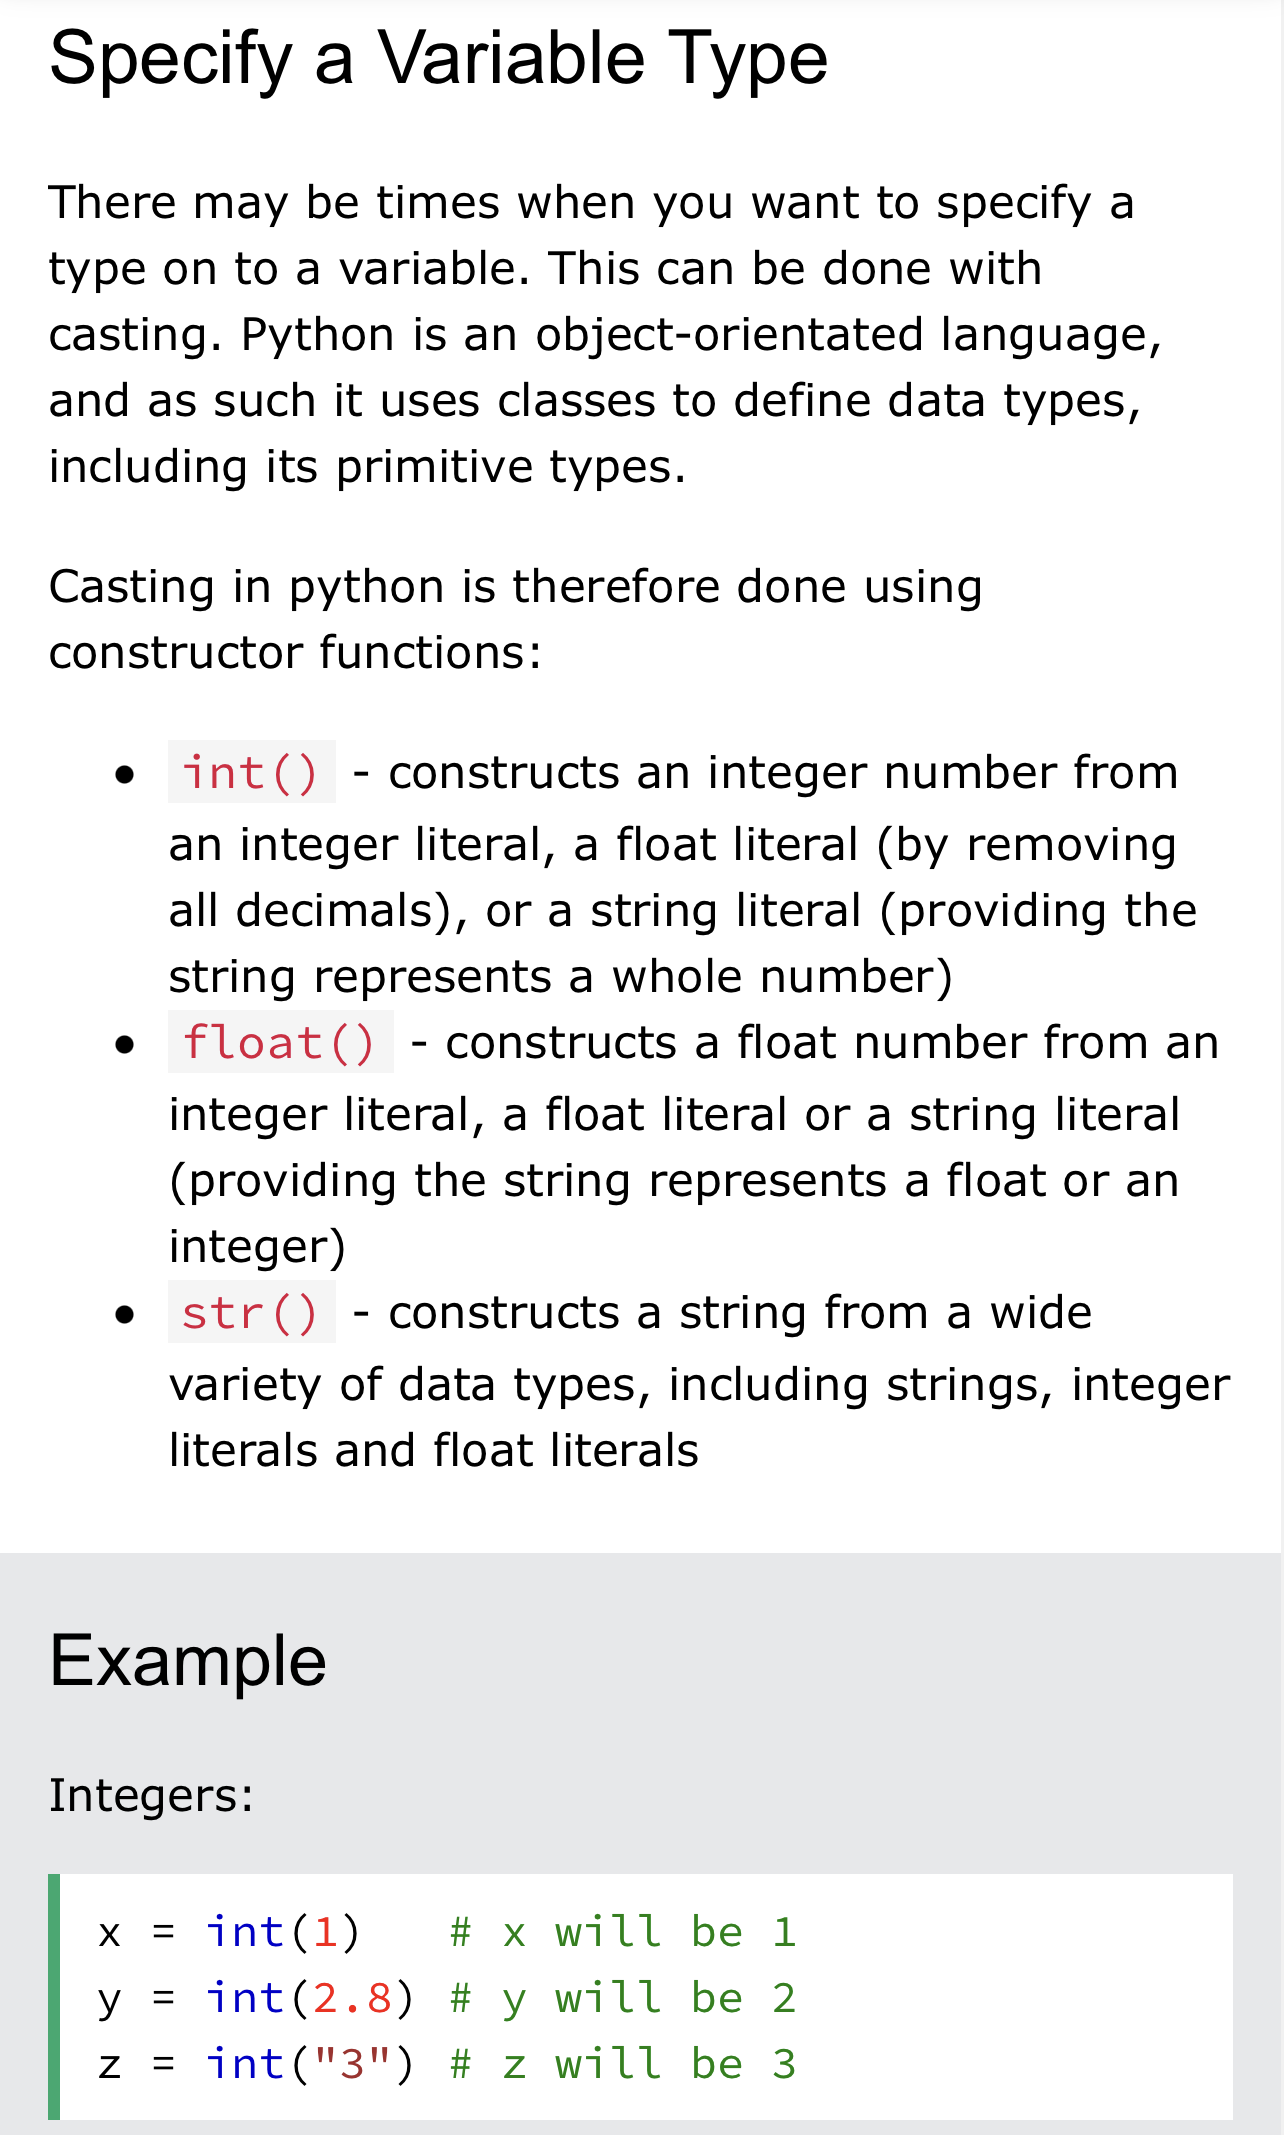 Specify a Variable Type
There may be times when you want to specify a
type on to a variable. This can be done with
casting. Python is an object-orientated language,
and as such it uses classes to define data types,
including its primitive types.
Casting in python is therefore done using
constructor functions:
• int() - constructs an integer number from
an integer literal, a float literal (by removing
all decimals), or a string literal (providing the
string represents a whole number)
• float() - constructs a float number from an
integer literal, a float literal or a string literal
(providing the string represents a float or an
integer)
• str() - constructs a string from a wide
variety of data types, including strings, integer
literals and float literals
Example
Integers:
x = int(1)   # x will be 1
y = int(2.8) # y will be 2
z = int("3") # z will be 3